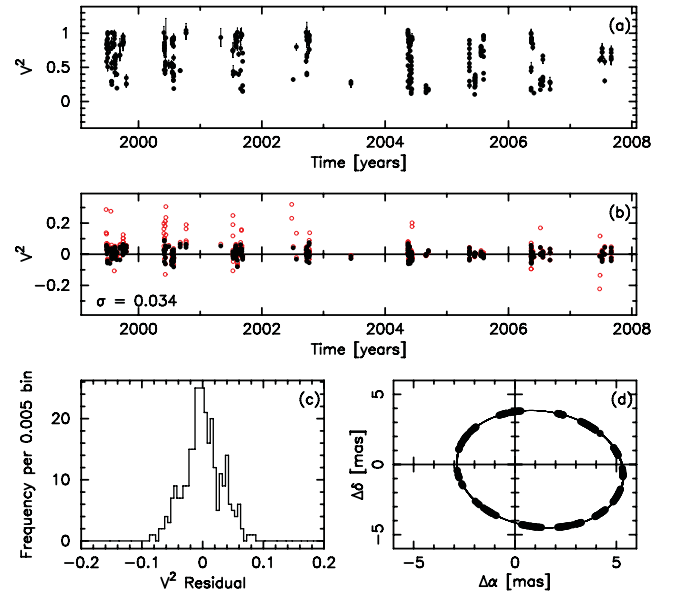 (a)
V²
1
0.5
0
2000 2002 2004 2006 2008
Time [years]
(b)
V²
0.2
0
−0.2
σ = 0.034
2000 2002 2004 2006 2008
Time [years]
(c)
Frequency per 0.005 bin
20
10
0
−0.2 −0.1 0 0.1 0.2
V² Residual
(d)
Δδ [mas]
5
0
−5
−5 0 5
Δα [mas]